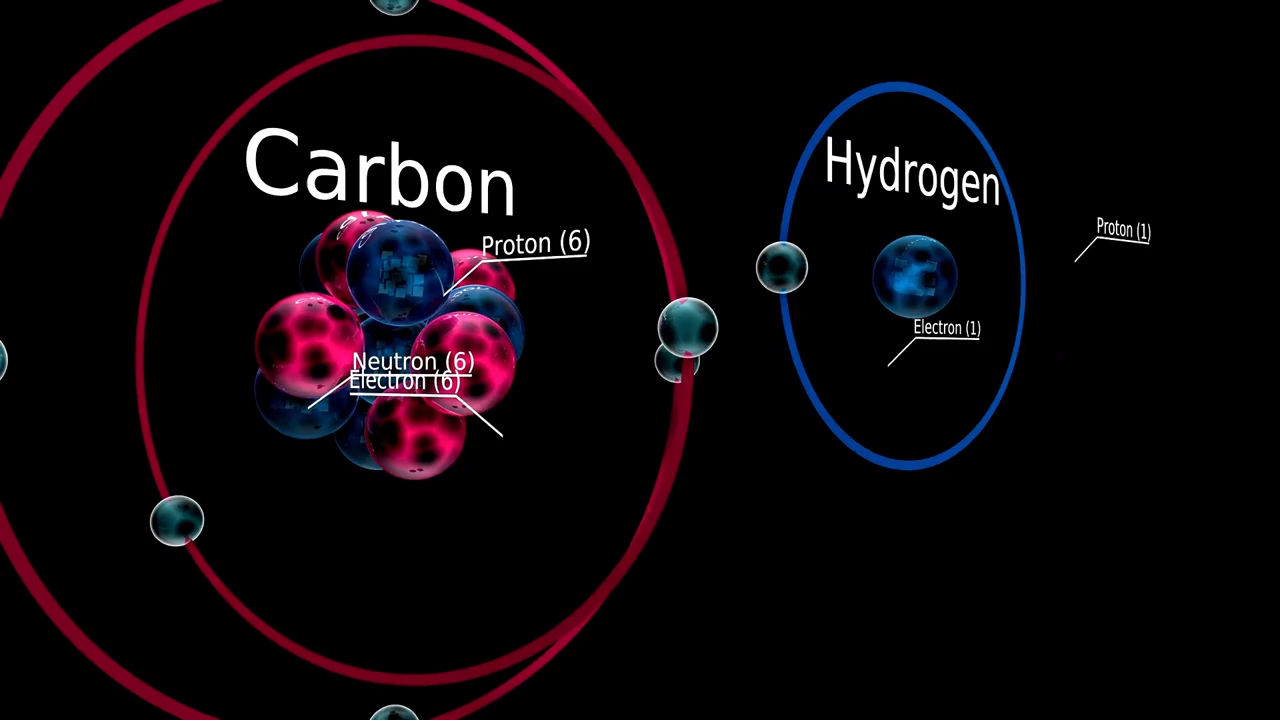 Carbon
Proton (6)
Neutron (6)
Electron (6)
Hydrogen
Proton (1)
Electron (1)